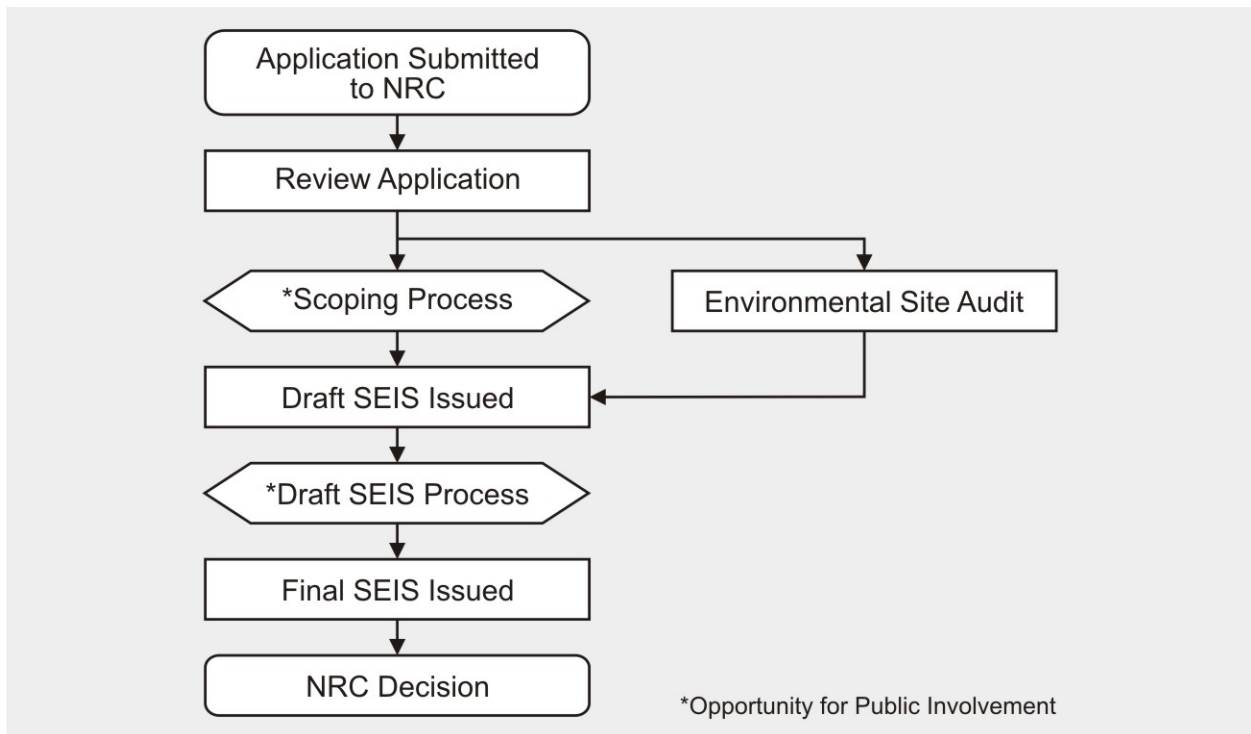 Application Submitted
to NRC
Review Application
*Scoping Process
Environmental Site Audit
Draft SEIS Issued
*Draft SEIS Process
Final SEIS Issued
NRC Decision
*Opportunity for Public Involvement